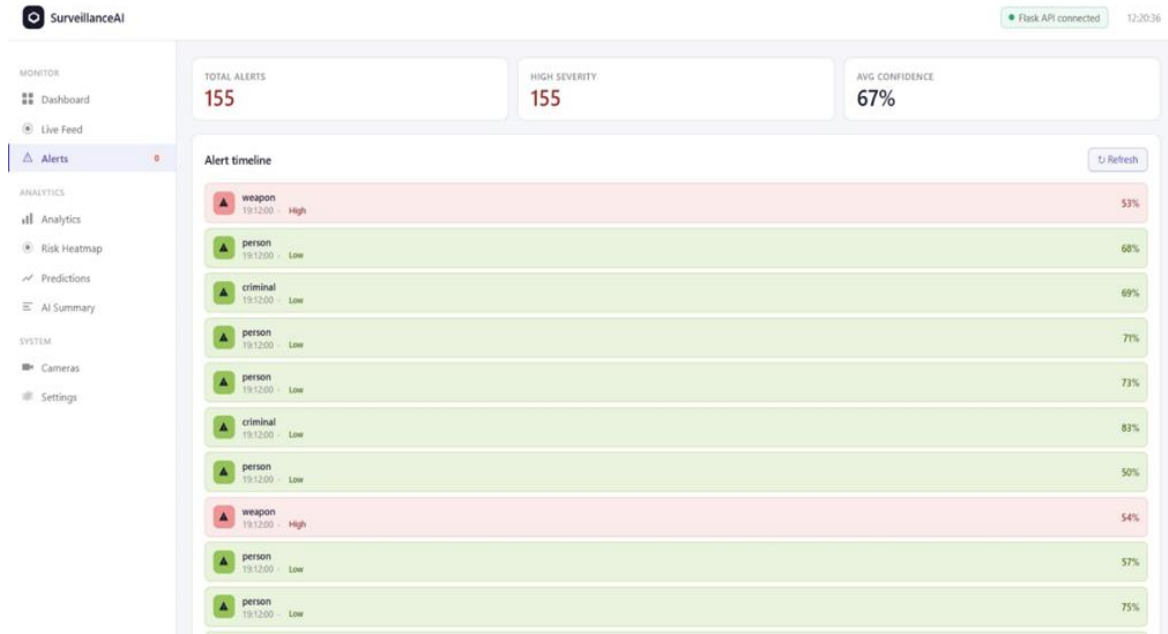 SurveillanceAI
Flask API connected
12:20:36
MONITOR
Dashboard
Live Feed
Alerts 0
ANALYTICS
Analytics
Risk Heatmap
Predictions
AI Summary
SYSTEM
Cameras
Settings
TOTAL ALERTS
155
HIGH SEVERITY
155
AVG CONFIDENCE
67%
Alert timeline
↻ Refresh
weapon
19:12:00 · High
53%
person
19:12:00 · Low
68%
criminal
19:12:00 · Low
69%
person
19:12:00 · Low
71%
person
19:12:00 · Low
73%
criminal
19:12:00 · Low
83%
person
19:12:00 · Low
50%
weapon
19:12:00 · High
54%
person
19:12:00 · Low
57%
person
19:12:00 · Low
75%